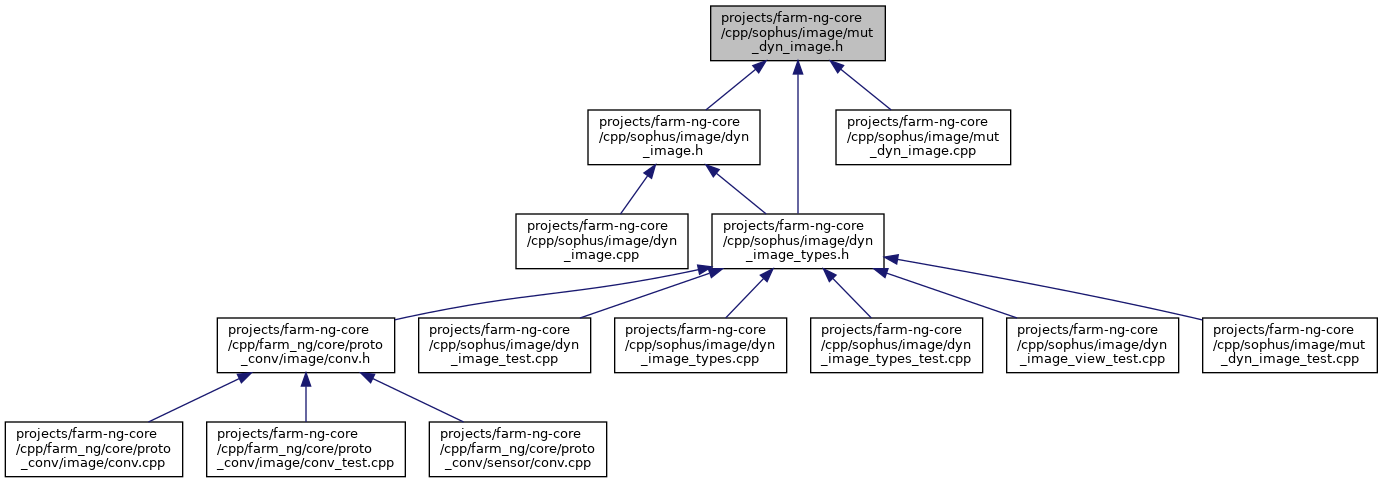 projects/farm-ng-core
/cpp/sophus/image/mut
_dyn_image.h
projects/farm-ng-core
/cpp/sophus/image/dyn
_image.h
projects/farm-ng-core
/cpp/sophus/image/mut
_dyn_image.cpp
projects/farm-ng-core
/cpp/sophus/image/dyn
_image.cpp
projects/farm-ng-core
/cpp/sophus/image/dyn
_image_types.h
projects/farm-ng-core
/cpp/farm_ng/core/proto
_conv/image/conv.h
projects/farm-ng-core
/cpp/sophus/image/dyn
_image_test.cpp
projects/farm-ng-core
/cpp/sophus/image/dyn
_image_types.cpp
projects/farm-ng-core
/cpp/sophus/image/dyn
_image_types_test.cpp
projects/farm-ng-core
/cpp/sophus/image/dyn
_image_view_test.cpp
projects/farm-ng-core
/cpp/sophus/image/mut
_dyn_image_test.cpp
projects/farm-ng-core
/cpp/farm_ng/core/proto
_conv/image/conv.cpp
projects/farm-ng-core
/cpp/farm_ng/core/proto
_conv/image/conv_test.cpp
projects/farm-ng-core
/cpp/farm_ng/core/proto
_conv/sensor/conv.cpp